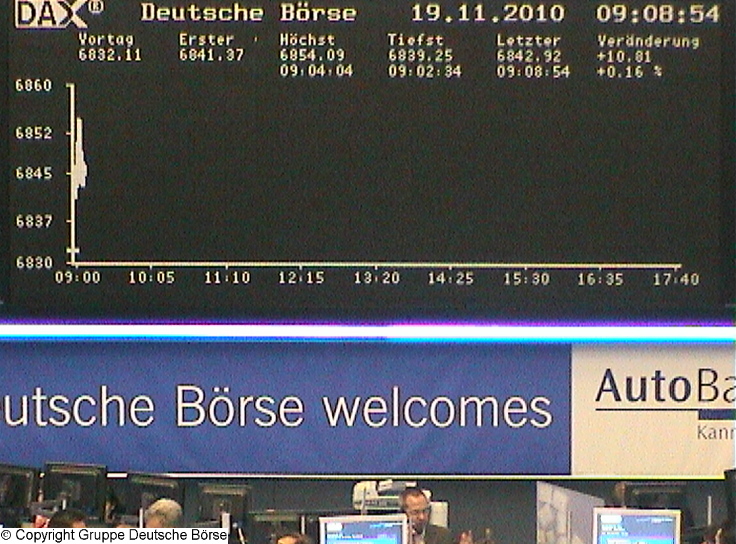 DAX® Deutsche Börse 19.11.2010 09:08:54
Vortag Erster Höchst Tiefst Letzter Veränderung
6832.11 6841.37 6854.09 6839.25 6842.92 +10.81
09:04:04 09:02:34 09:08:54 +0.16 %
6860
6852
6845
6837
6830
09:00 10:05 11:10 12:15 13:20 14:25 15:30 16:35 17:40
eutsche Börse welcomes
AutoBa
Kann
© Copyright Gruppe Deutsche Börse